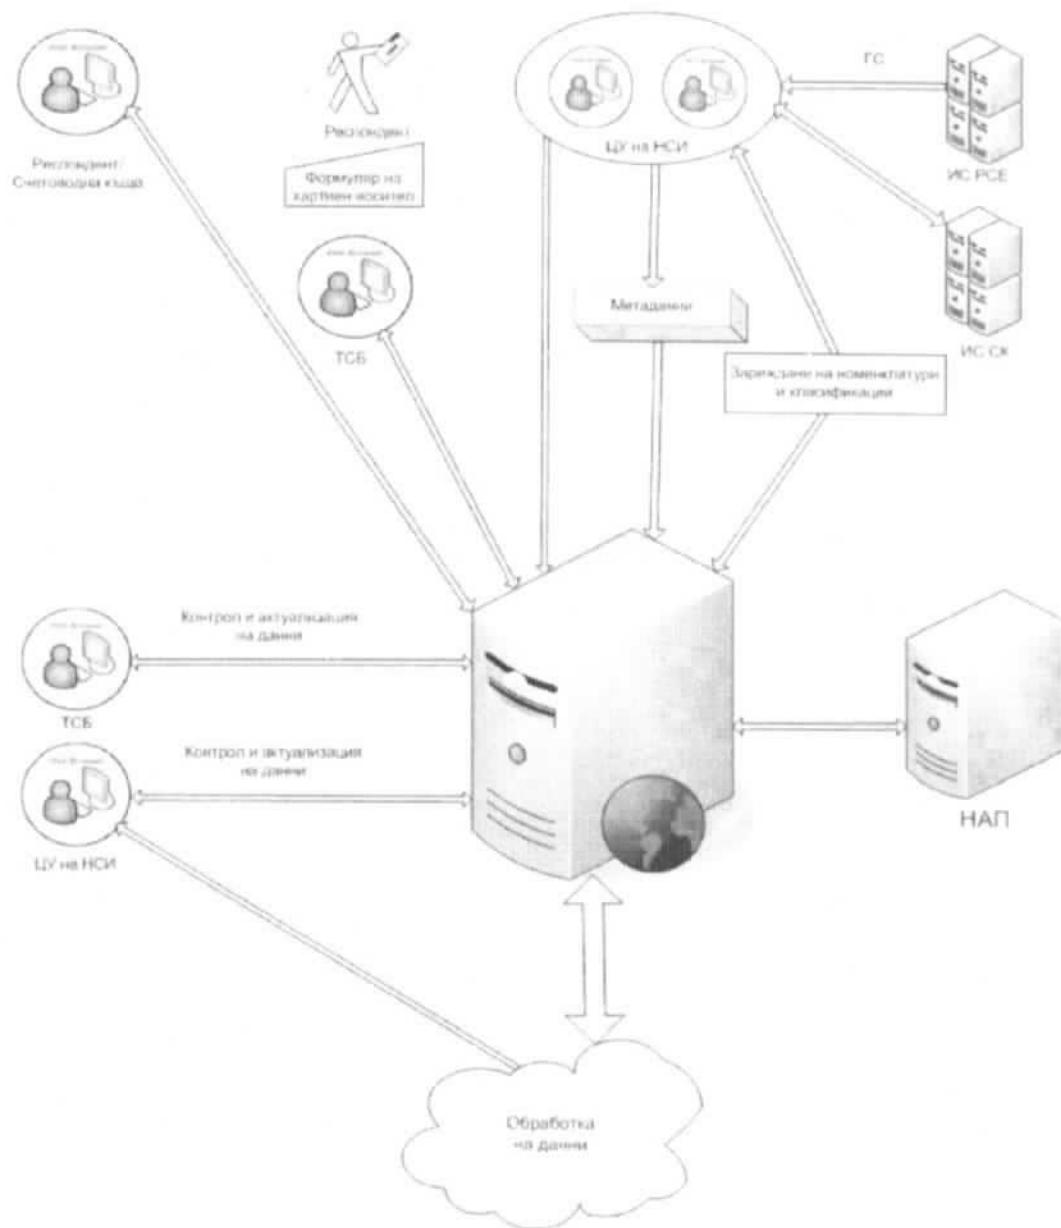 Респондент/
Счетоводна къща
Респондент
Формуляр на
хартиен носител
ТСБ
ЦУ на НСИ
ГС
ИС РСЕ
ИС СК
Метаданни
Зареждане на номенклатури
и класификации
Контрол и актуализация
на данни
ТСБ
Контрол и актуализация
на данни
ЦУ на НСИ
НАП
Обработка
на данни